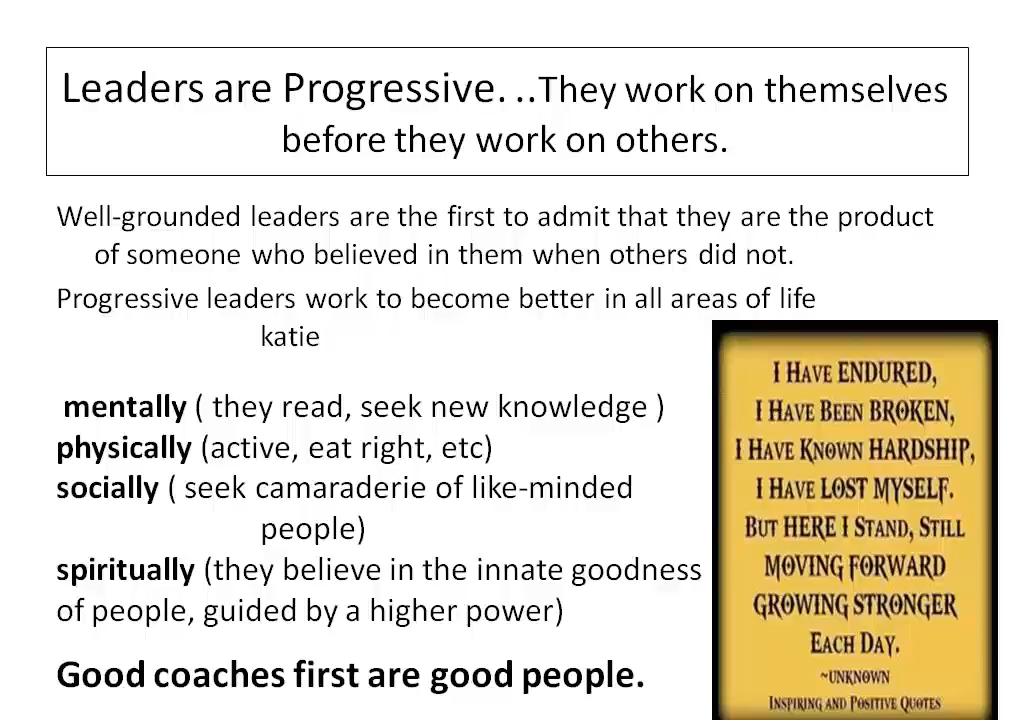 Leaders are Progressive. ..They work on themselves
before they work on others.
Well-grounded leaders are the first to admit that they are the product
of someone who believed in them when others did not.
Progressive leaders work to become better in all areas of life
katie
mentally ( they read, seek new knowledge )
physically (active, eat right, etc)
socially ( seek camaraderie of like-minded
people)
spiritually (they believe in the innate goodness
of people, guided by a higher power)
Good coaches first are good people.
I HAVE ENDURED,
I HAVE BEEN BROKEN,
I HAVE KNOWN HARDSHIP,
I HAVE LOST MYSELF.
BUT HERE I STAND, STILL
MOVING FORWARD
GROWING STRONGER
EACH DAY.
~UNKNOWN
INSPIRING AND POSITIVE QUOTES